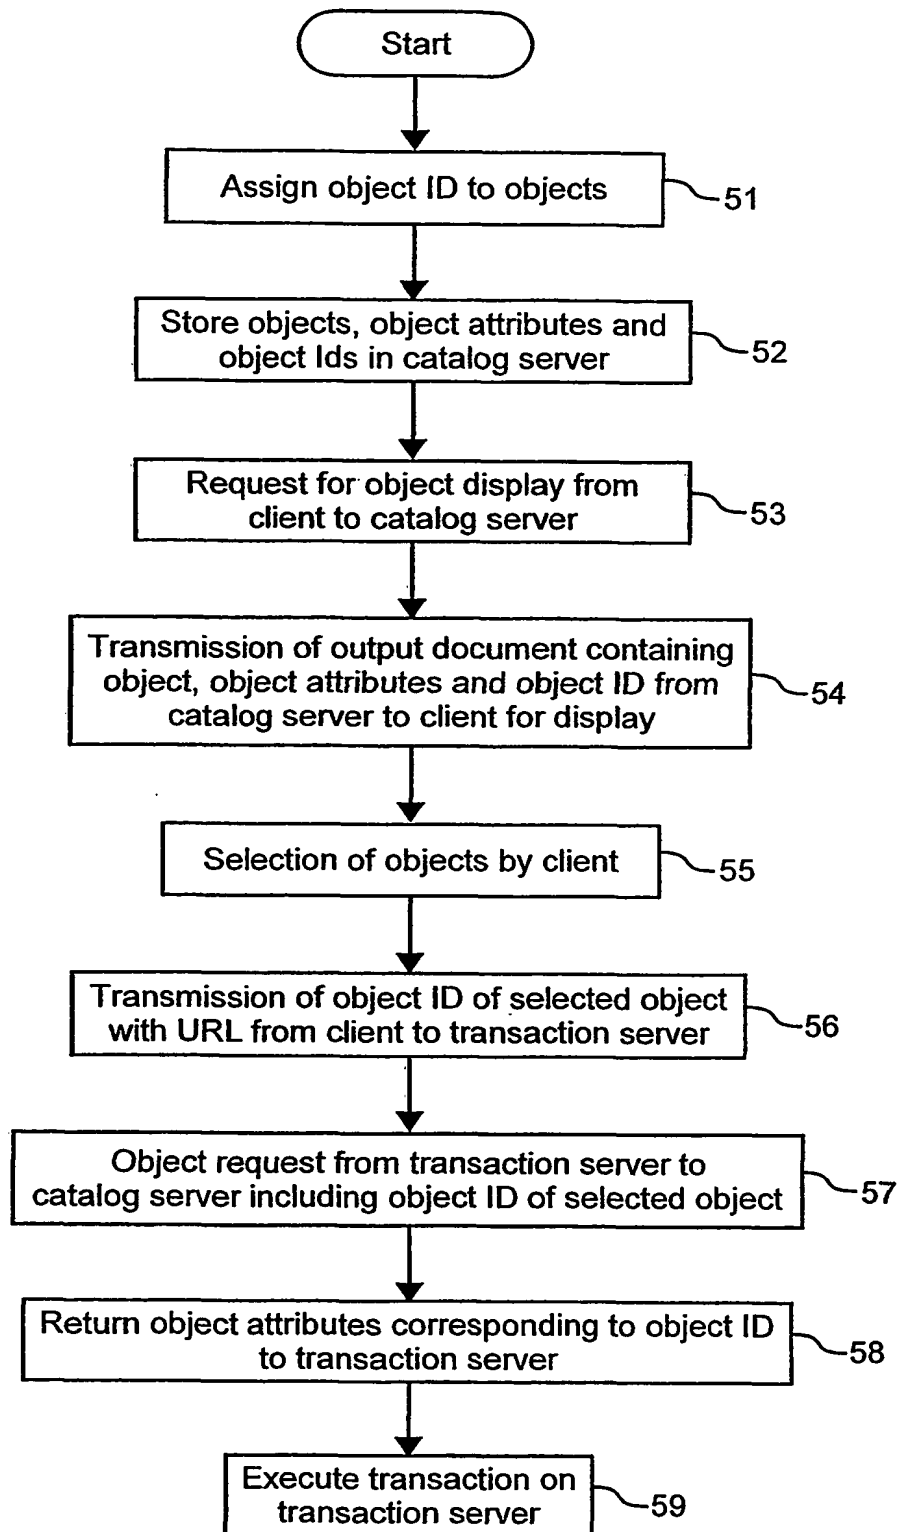 Start
Assign object ID to objects
51
Store objects, object attributes and
object Ids in catalog server
52
Request for object display from
client to catalog server
53
Transmission of output document containing
object, object attributes and object ID from
catalog server to client for display
54
Selection of objects by client
55
Transmission of object ID of selected object
with URL from client to transaction server
56
Object request from transaction server to
catalog server including object ID of selected object
57
Return object attributes corresponding to object ID
to transaction server
58
Execute transaction on
transaction server
59